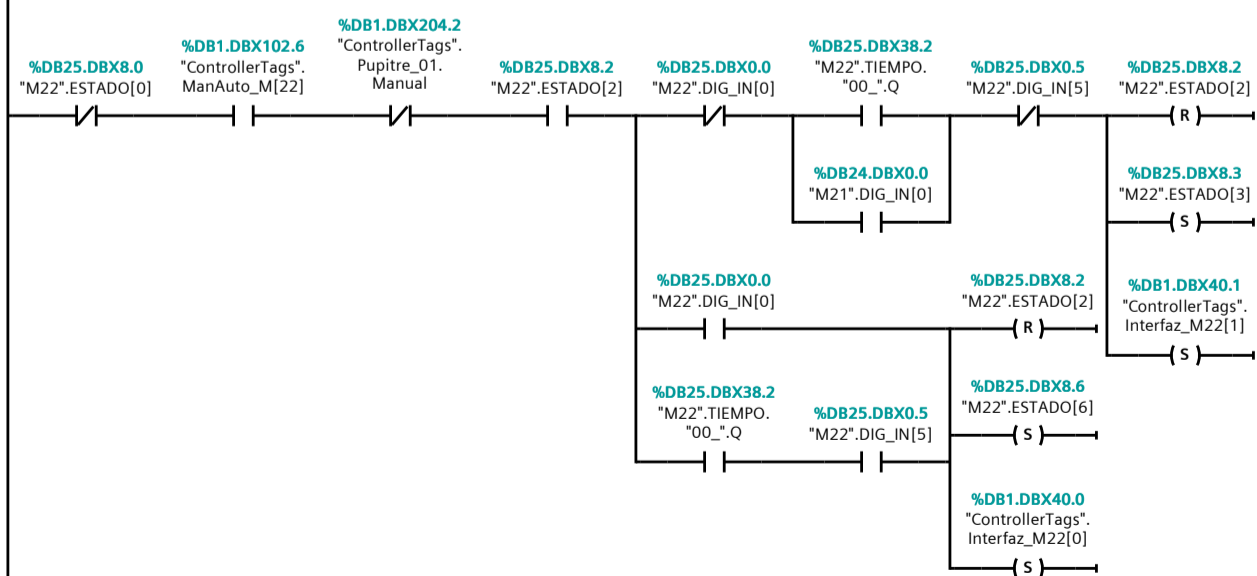 %DB25.DBX8.0
"M22".ESTADO[0]
%DB1.DBX102.6
"ControllerTags".
ManAuto_M[22]
%DB1.DBX204.2
"ControllerTags".
Pupitre_01.
Manual
%DB25.DBX8.2
"M22".ESTADO[2]
%DB25.DBX0.0
"M22".DIG_IN[0]
%DB25.DBX38.2
"M22".TIEMPO.
"00_".Q
%DB25.DBX0.5
"M22".DIG_IN[5]
%DB25.DBX8.2
"M22".ESTADO[2]
R
%DB24.DBX0.0
"M21".DIG_IN[0]
%DB25.DBX8.3
"M22".ESTADO[3]
S
%DB25.DBX0.0
"M22".DIG_IN[0]
%DB25.DBX8.2
"M22".ESTADO[2]
R
%DB1.DBX40.1
"ControllerTags".
Interfaz_M22[1]
S
%DB25.DBX38.2
"M22".TIEMPO.
"00_".Q
%DB25.DBX0.5
"M22".DIG_IN[5]
%DB25.DBX8.6
"M22".ESTADO[6]
S
%DB1.DBX40.0
"ControllerTags".
Interfaz_M22[0]
S